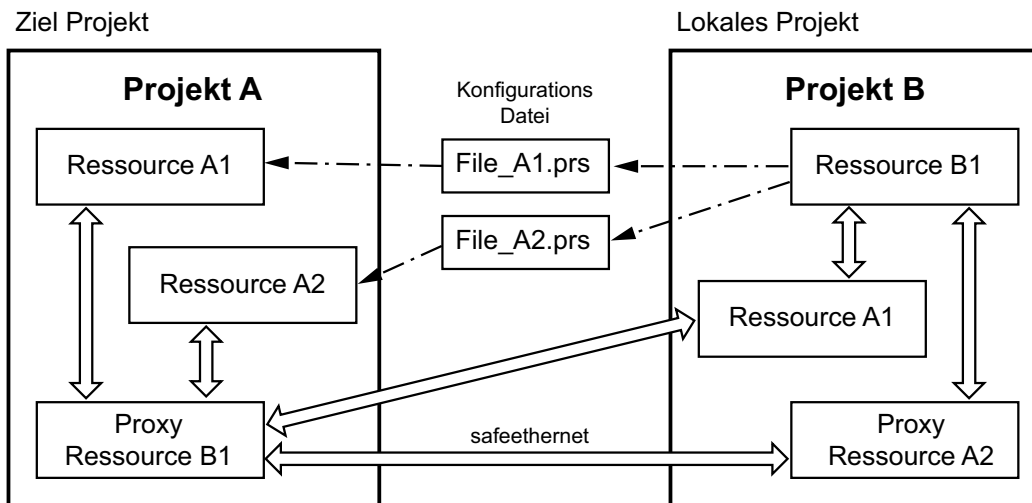 Ziel Projekt
Lokales Projekt
Projekt A
Konfigurations
Datei
Projekt B
Ressource A1
File_A1.prs
Ressource B1
File_A2.prs
Ressource A2
Ressource A1
Proxy
Ressource B1
safeethernet
Proxy
Ressource A2